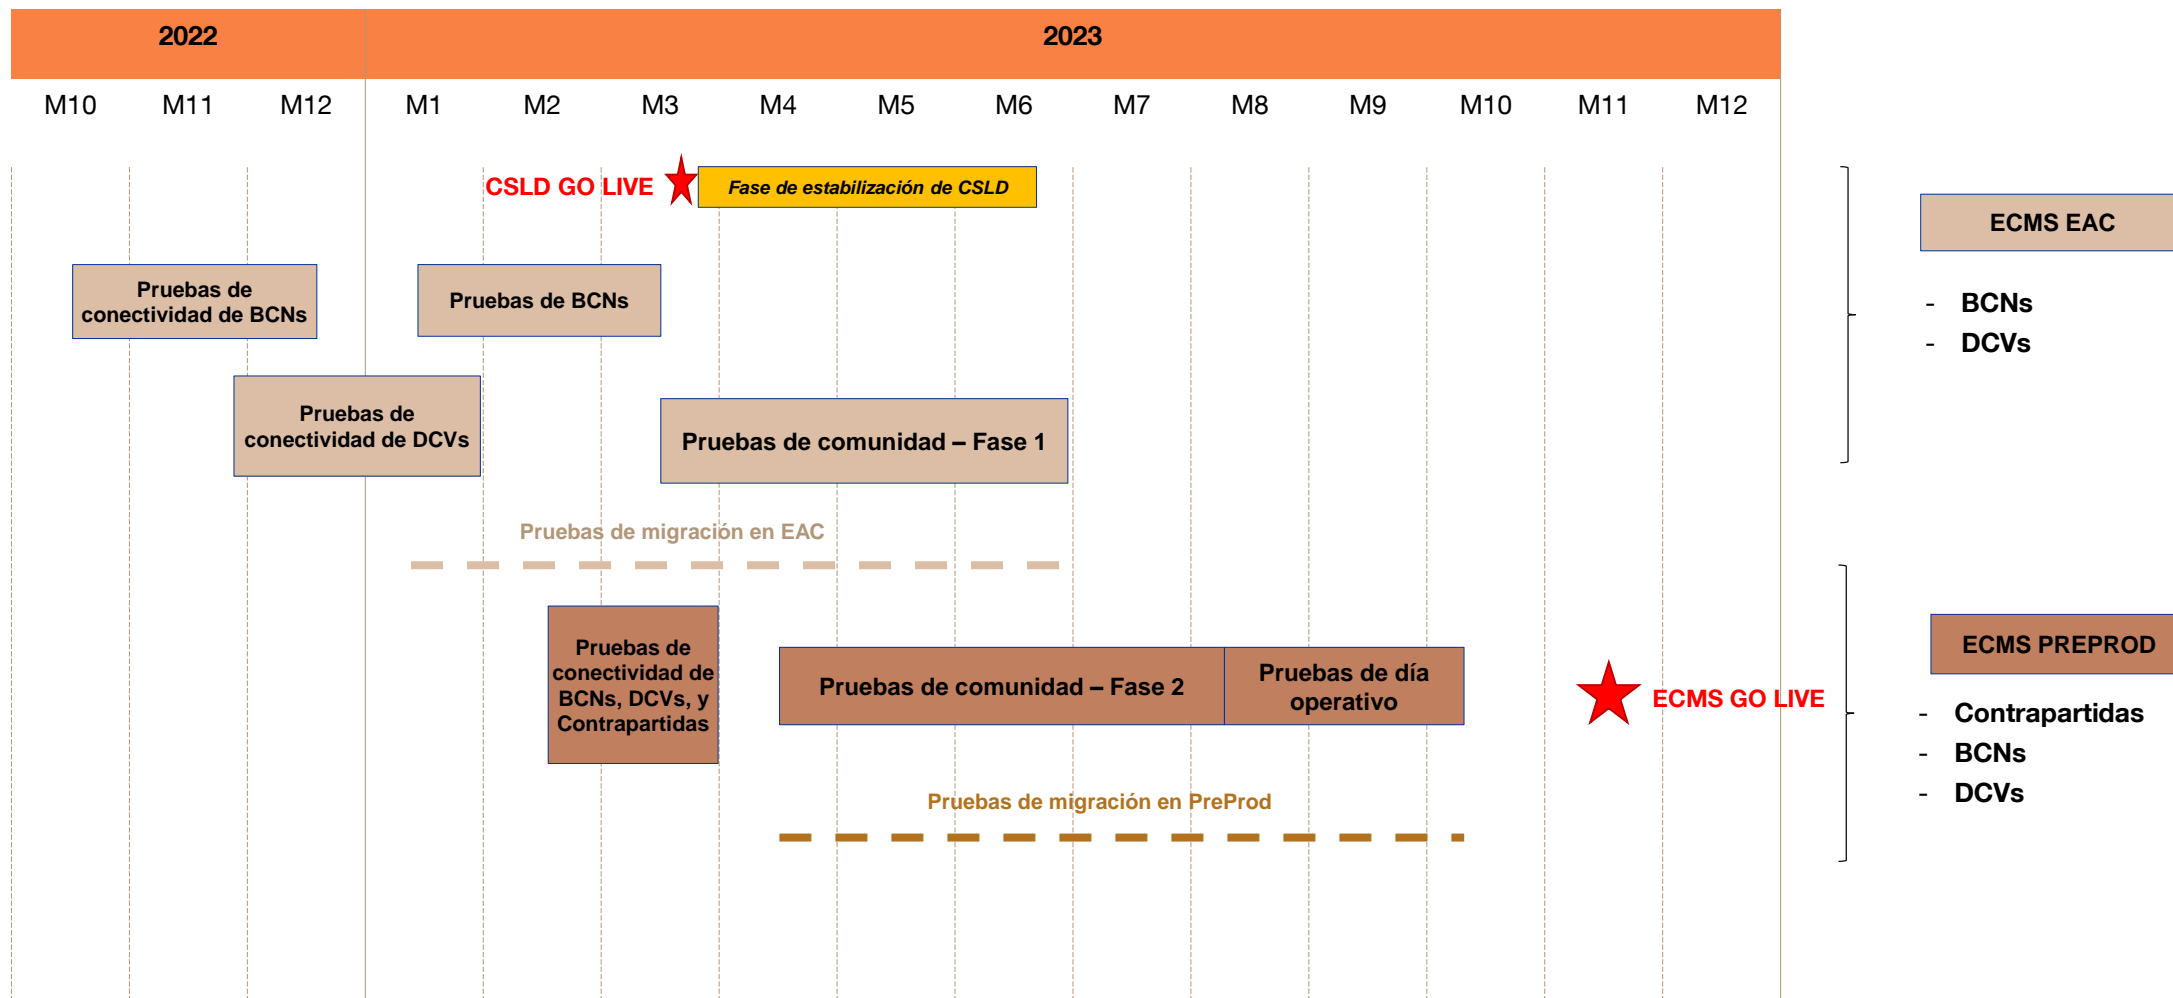 2022
2023
M10
M11
M12
M1
M2
M3
M4
M5
M6
M7
M8
M9
M10
M11
M12
CSLD GO LIVE
Fase de estabilización de CSLD
ECMS EAC
- BCNs
- DCVs
Pruebas de
conectividad de BCNs
Pruebas de BCNs
Pruebas de
conectividad de DCVs
Pruebas de comunidad – Fase 1
Pruebas de migración en EAC
Pruebas de
conectividad de
BCNs, DCVs, y
Contrapartidas
Pruebas de comunidad – Fase 2
Pruebas de día
operativo
ECMS GO LIVE
ECMS PREPROD
- Contrapartidas
- BCNs
- DCVs
Pruebas de migración en PreProd